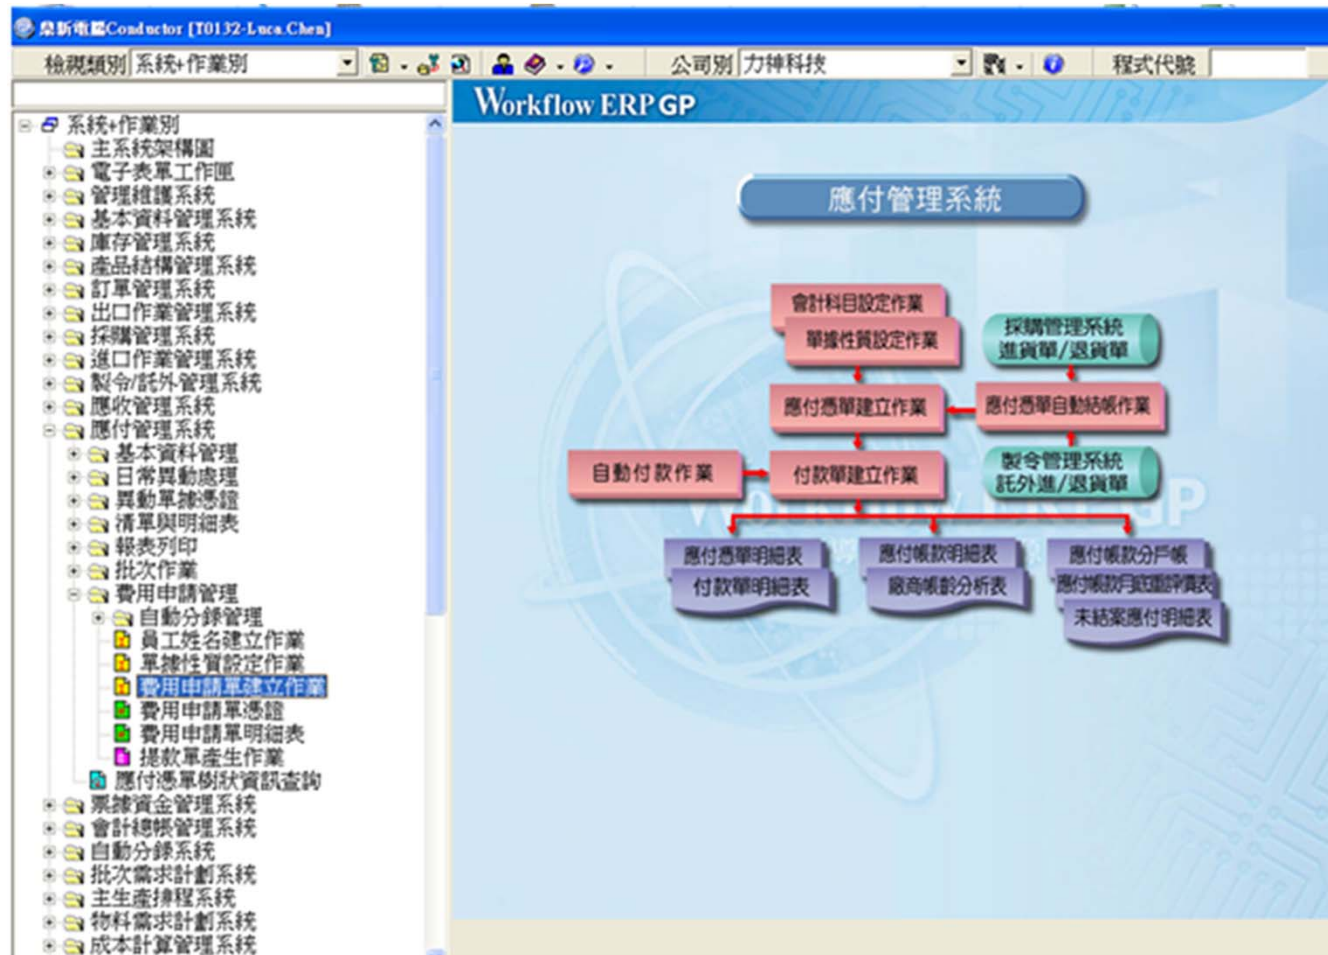 鼎新電腦Conductor [T0132-Luca.Chen]
檢視類別 系統+作業別 公司別 力神科技 程式代號
系統+作業別
主系統架構圖
電子表單工作匣
管理維護系統
基本資料管理系統
庫存管理系統
產品結構管理系統
訂單管理系統
出口作業管理系統
採購管理系統
進口作業管理系統
製令/託外管理系統
應收管理系統
應付管理系統
基本資料管理
日常異動處理
異動單據憑證
清單與明細表
報表列印
批次作業
費用申請管理
自動分錄管理
員工姓名建立作業
單據性質設定作業
費用申請單建立作業
費用申請單憑證
費用申請單明細表
提款單產生作業
應付憑單樹狀資訊查詢
票據資金管理系統
會計總帳管理系統
自動分錄系統
批次需求計劃系統
主生產排程系統
物料需求計劃系統
成本計算管理系統
Workflow ERP GP
應付管理系統
會計科目設定作業
單據性質設定作業
採購管理系統
進貨單/退貨單
應付憑單建立作業
應付憑單自動結帳作業
自動付款作業
付款單建立作業
製令管理系統
託外進/退貨單
應付憑單明細表
付款單明細表
應付帳款明細表
廠商帳齡分析表
應付帳款分戶帳
應付帳款月底重評價表
未結案應付明細表